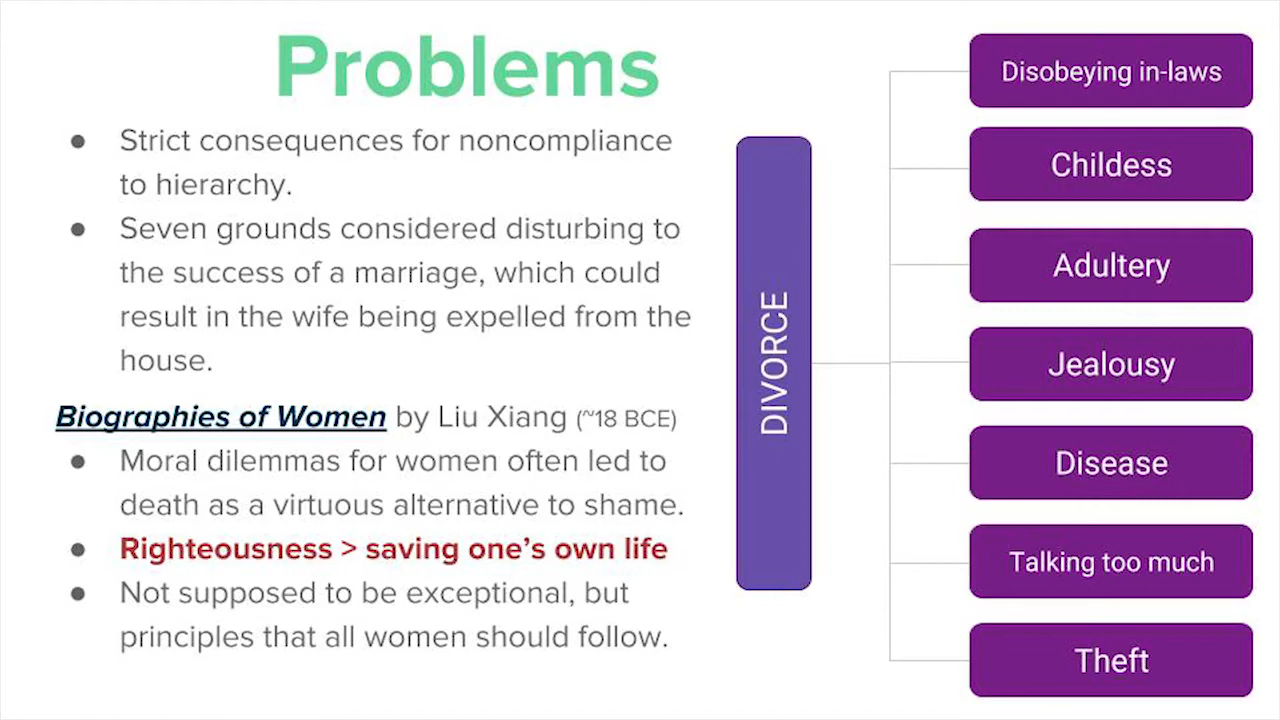 Problems
● Strict consequences for noncompliance
to hierarchy.
● Seven grounds considered disturbing to
the success of a marriage, which could
result in the wife being expelled from the
house.
Biographies of Women by Liu Xiang (~18 BCE)
● Moral dilemmas for women often led to
death as a virtuous alternative to shame.
● Righteousness > saving one's own life
● Not supposed to be exceptional, but
principles that all women should follow.
DIVORCE
Disobeying in-laws
Childess
Adultery
Jealousy
Disease
Talking too much
Theft